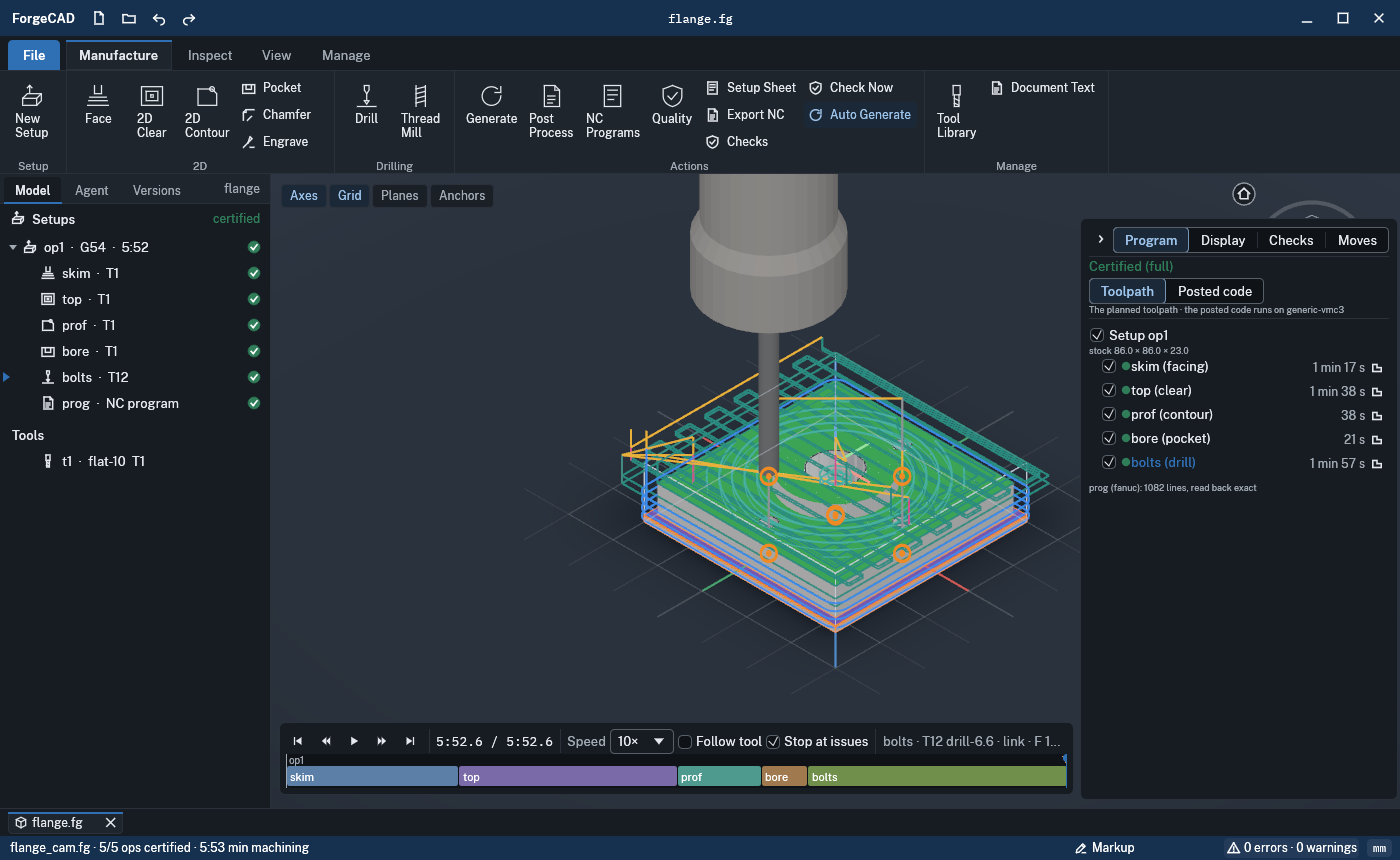 ForgeCAD
flange.fg
File
Manufacture
Inspect
View
Manage
New Setup
Face
2D Clear
2D Contour
Pocket
Chamfer
Engrave
Drill
Thread Mill
Generate
Post Process
NC Programs
Quality
Setup Sheet
Export NC
Checks
Check Now
Auto Generate
Tool Library
Document Text
Setup
2D
Drilling
Actions
Manage
Model
Agent
Versions
flange
Setups
certified
op1 · G54 · 5:52
skim · T1
top · T1
prof · T1
bore · T1
bolts · T12
prog · NC program
Tools
t1 · flat-10 T1
Axes
Grid
Planes
Anchors
Program
Display
Checks
Moves
Certified (full)
Toolpath
Posted code
The planned toolpath · the posted code runs on generic-vmc3
Setup op1
stock 86.0 × 86.0 × 23.0
skim (facing) 1 min 17 s
top (clear) 1 min 38 s
prof (contour) 38 s
bore (pocket) 21 s
bolts (drill) 1 min 57 s
prog (fanuc): 1082 lines, read back exact
5:52.6 / 5:52.6
Speed
10×
Follow tool
Stop at issues
bolts · T12 drill-6.6 · link · F 1…
op1
skim
top
prof
bore
bolts
flange.fg
flange_cam.fg · 5/5 ops certified · 5:53 min machining
Markup
0 errors · 0 warnings
mm